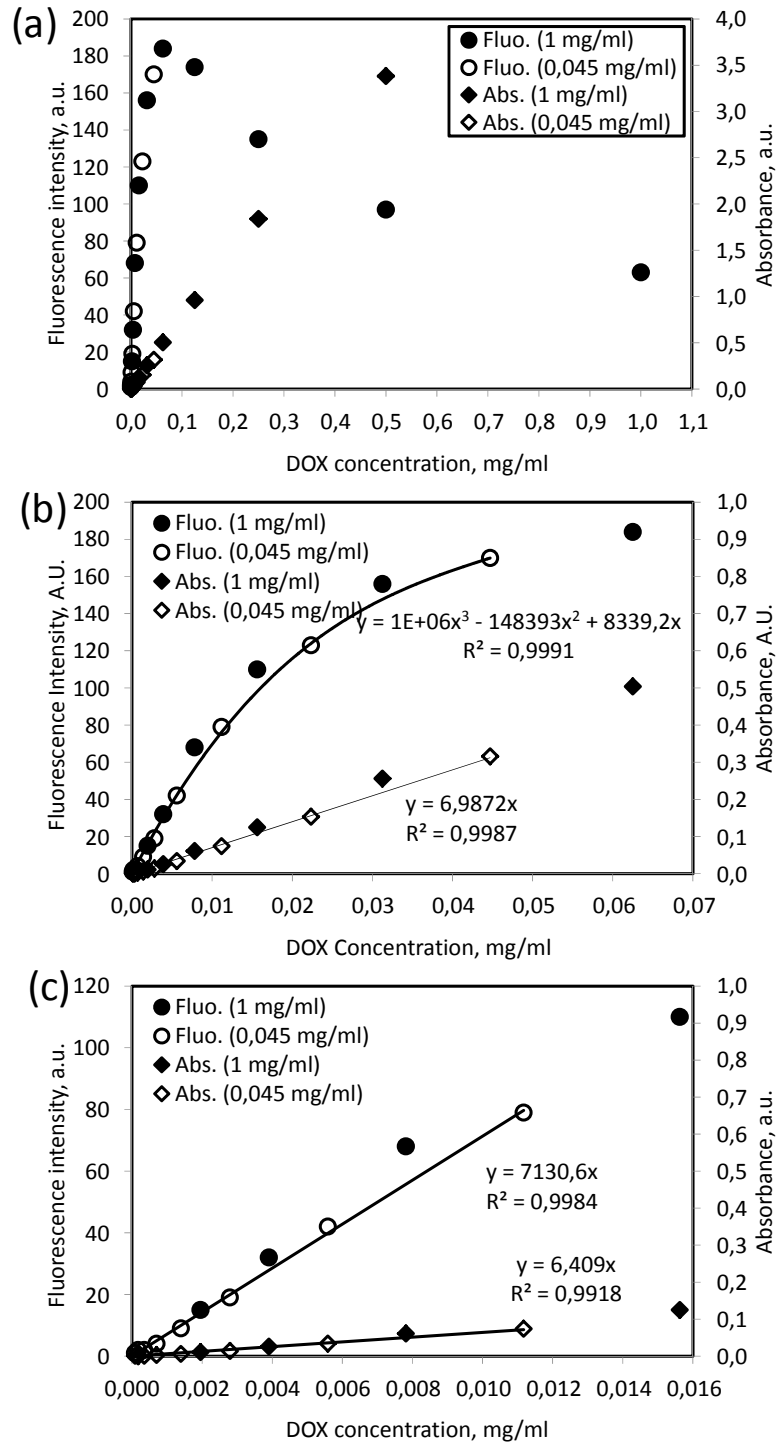 (a)
Fluo. (1 mg/ml)
Fluo. (0,045 mg/ml)
Abs. (1 mg/ml)
Abs. (0,045 mg/ml)
Fluorescence intensity, a.u.
200
180
160
140
120
100
80
60
40
20
0
4,0
3,5
3,0
2,5
2,0
1,5
1,0
0,5
0,0
Absorbance, a.u.
0,0 0,1 0,2 0,3 0,4 0,5 0,6 0,7 0,8 0,9 1,0 1,1
DOX concentration, mg/ml
(b)
Fluo. (1 mg/ml)
Fluo. (0,045 mg/ml)
Abs. (1 mg/ml)
Abs. (0,045 mg/ml)
y = 1E+06x³ - 148393x² + 8339,2x
R² = 0,9991
y = 6,9872x
R² = 0,9987
Fluorescence Intensity, A.U.
200
180
160
140
120
100
80
60
40
20
0
1,0
0,9
0,8
0,7
0,6
0,5
0,4
0,3
0,2
0,1
0,0
Absorbance, A.U.
0,00 0,01 0,02 0,03 0,04 0,05 0,06 0,07
DOX Concentration, mg/ml
(c)
Fluo. (1 mg/ml)
Fluo. (0,045 mg/ml)
Abs. (1 mg/ml)
Abs. (0,045 mg/ml)
y = 7130,6x
R² = 0,9984
y = 6,409x
R² = 0,9918
Fluorescence intensity, a.u.
120
100
80
60
40
20
0
1,0
0,9
0,8
0,7
0,6
0,5
0,4
0,3
0,2
0,1
0,0
Absorbance, a.u.
0,000 0,002 0,004 0,006 0,008 0,010 0,012 0,014 0,016
DOX concentration, mg/ml